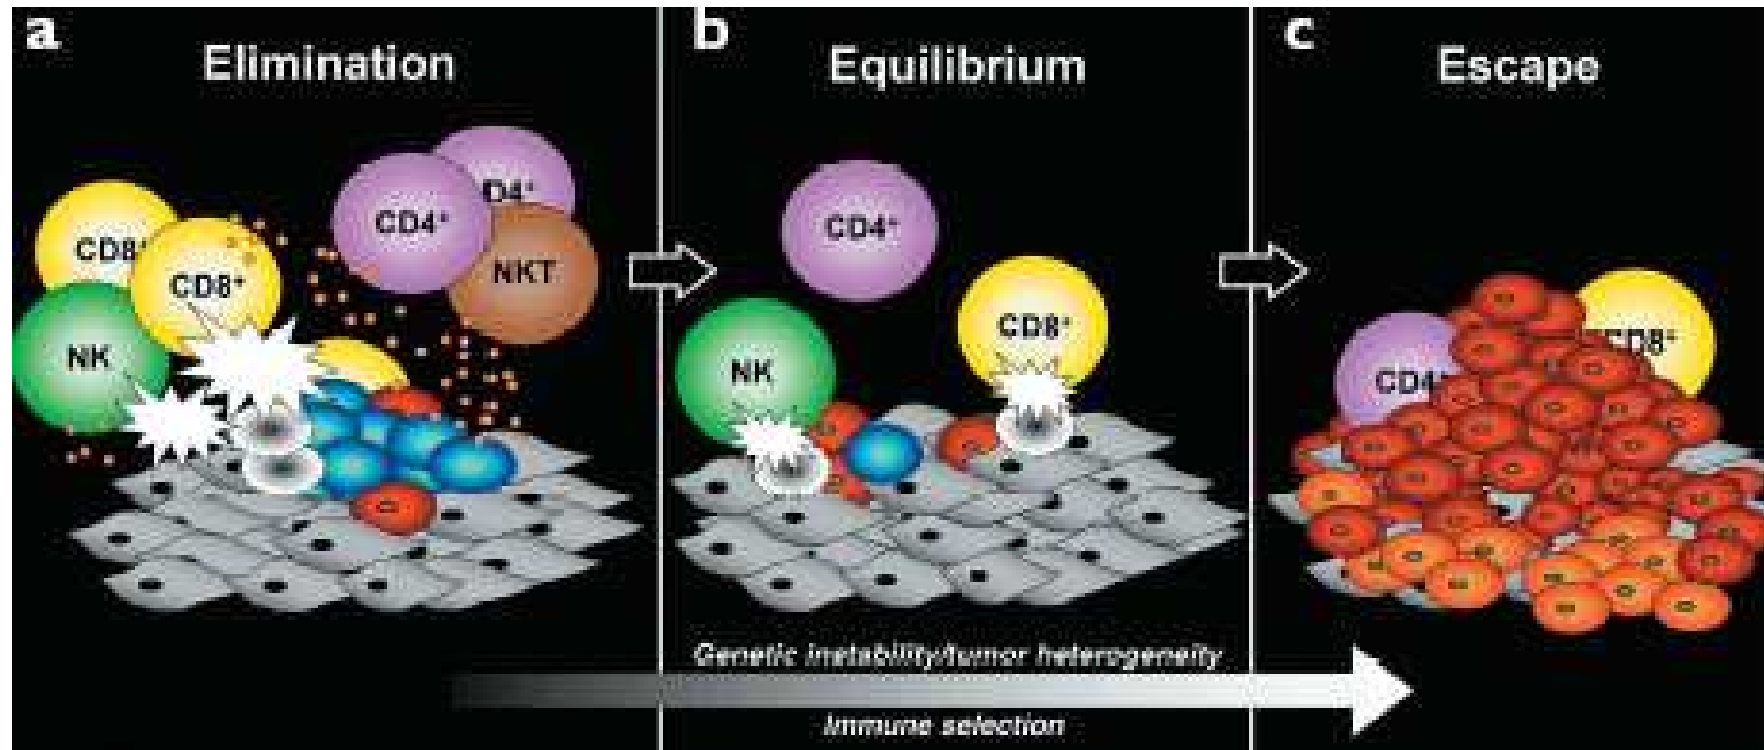 a
Elimination
CD8⁺
CD8⁺
NK
CD4⁺
D4⁺
NKT
b
Equilibrium
CD4⁺
NK
CD8⁺
c
Escape
CD4⁺
CD8⁺
Genetic instability/tumor heterogeneity
Immune selection